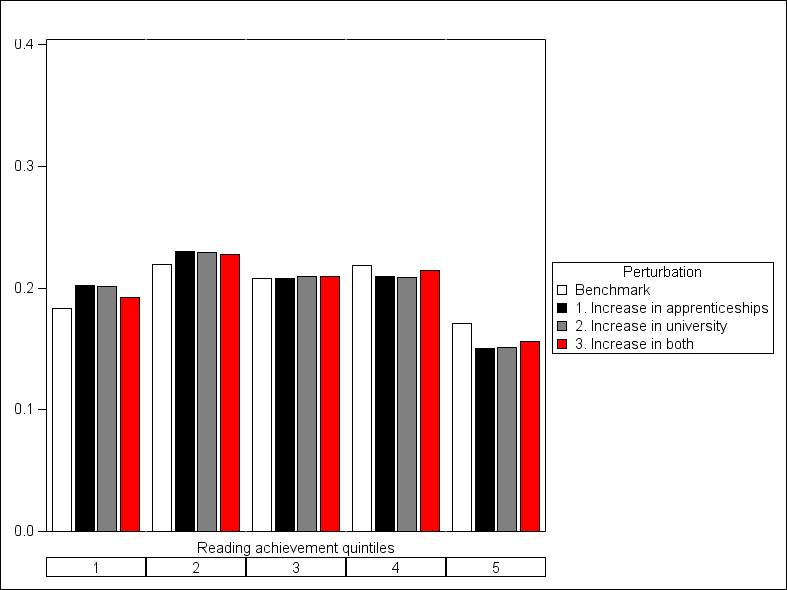 0.4
0.3
0.2
0.1
0.0
Reading achievement quintiles
1 2 3 4 5
Perturbation
Benchmark
1. Increase in apprenticeships
2. Increase in university
3. Increase in both